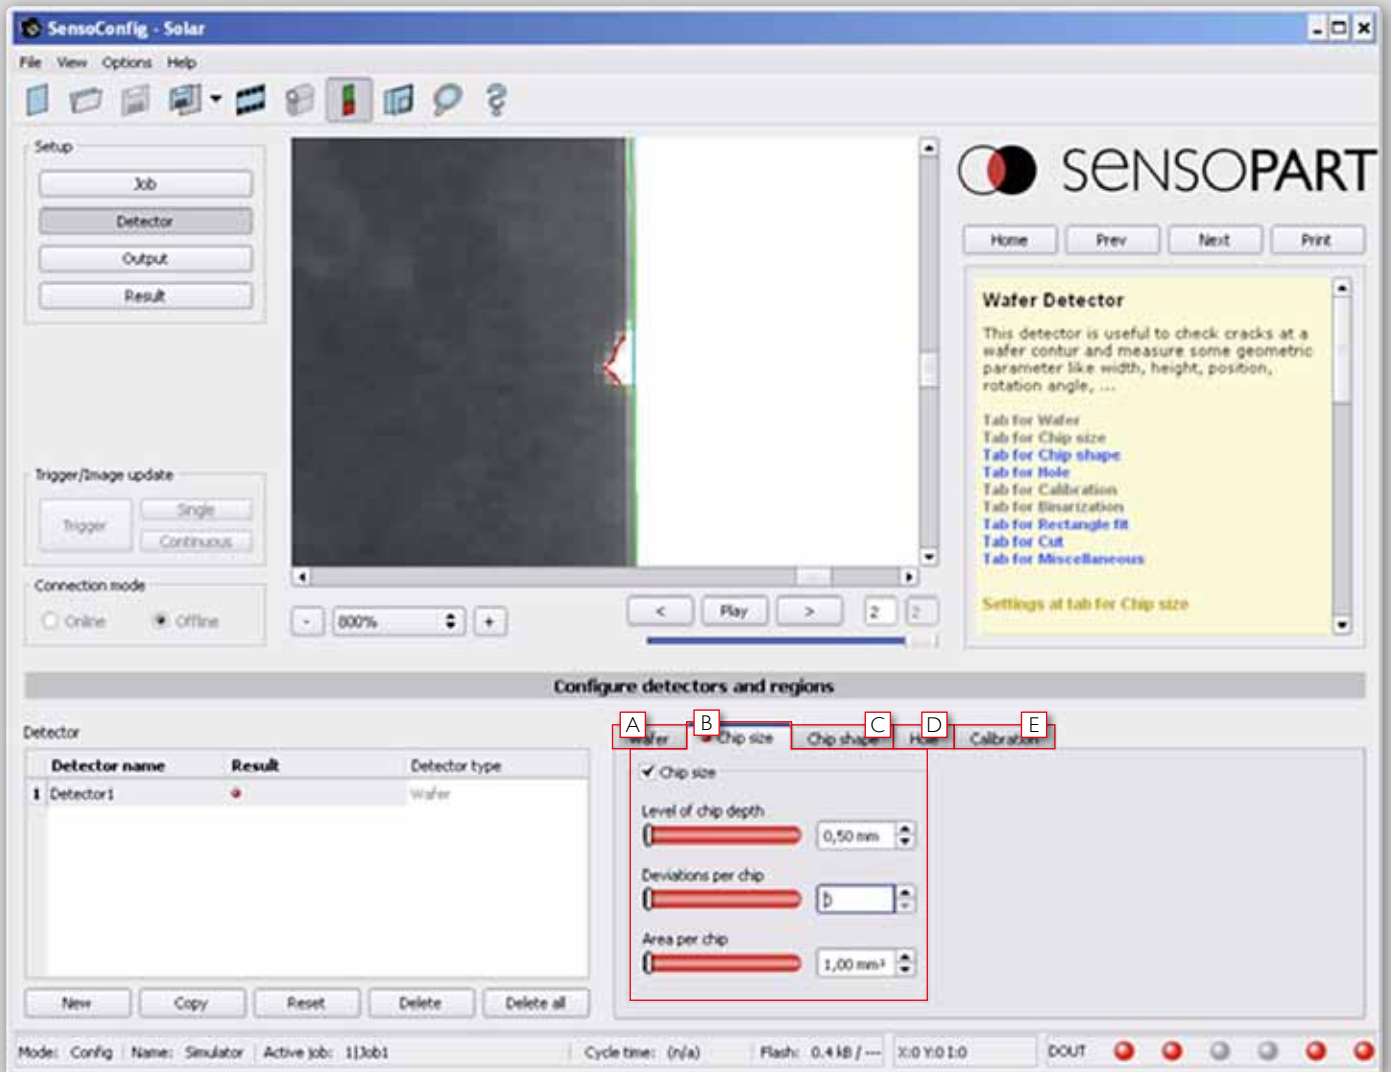 SensoConfig - Solar
File View Options Help
Setup
Job
Detector
Output
Result
Trigger/Image update
Trigger
Single
Continuous
Connection mode
Online
Offline
-
800%
+
<
Play
>
2
2
SENSOPART
Home
Prev
Next
Print
Wafer Detector
This detector is useful to check cracks at a
wafer contur and measure some geometric
parameter like width, height, position,
rotation angle, ...
Tab for Wafer
Tab for Chip size
Tab for Chip shape
Tab for Hole
Tab for Calibration
Tab for Binarization
Tab for Rectangle fit
Tab for Cut
Tab for Miscellaneous
Settings at tab for Chip size
Configure detectors and regions
Detector
Detector name Result Detector type
1 Detector1 Wafer
New
Copy
Reset
Delete
Delete all
A
B
C
D
E
Wafer
Chip size
Chip shape
Hole
Calibration
Chip size
Level of chip depth
0,50 mm
Deviations per chip
Area per chip
1,00 mm²
Mode: Config Name: Simulator Active job: 1|Job1 Cycle time: (n/a) Flash: 0.4 kB / --- X:0 Y:0 I:0 DOUT